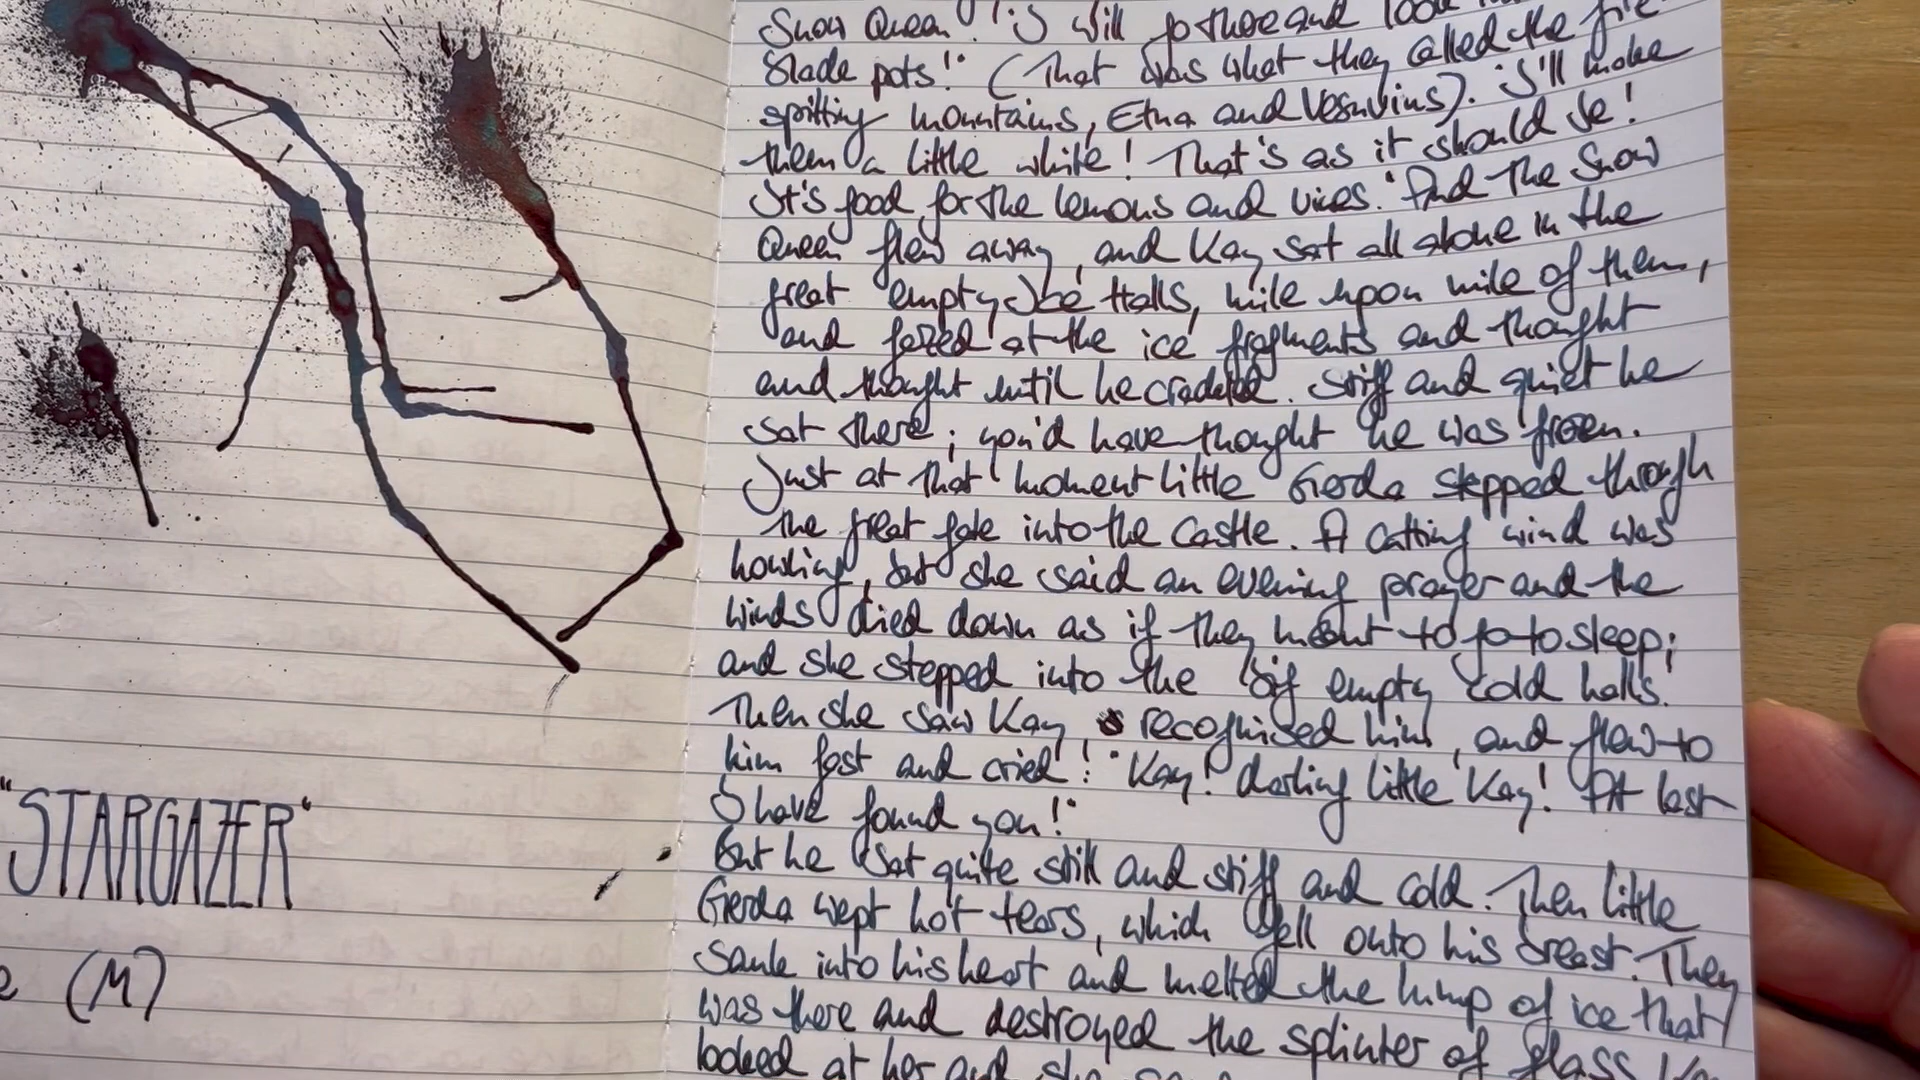 "STARGAZER"
(M)
Snow Queen. "I will go there and look
black pots!" (That was what they called the fire
spitting mountains, Etna and Vesuvius). "I'll make
them a little white! That's as it should be!
It's good for the lemons and vines." And the Snow
Queen flew away, and Kay sat all alone in the
great empty Ice Halls, mile upon mile of them,
and gazed at the ice fragments and thought
and thought until he creaked. Stiff and quiet he
sat there; you'd have thought he was frozen.
Just at that moment little Gerda stepped through
the great gate into the Castle. A cutting wind was
howling, but she said an evening prayer and the
winds died down as if they meant to go to sleep;
and she stepped into the big empty cold halls.
Then she saw Kay, recognised him, and flew to
him fast and cried: "Kay! darling little Kay! At last
I have found you!"
But he sat quite still and stiff and cold. Then little
Gerda wept hot tears, which fell onto his breast. They
sank into his heart and melted the lump of ice that
was there and destroyed the splinter of glass.
looked at her and she